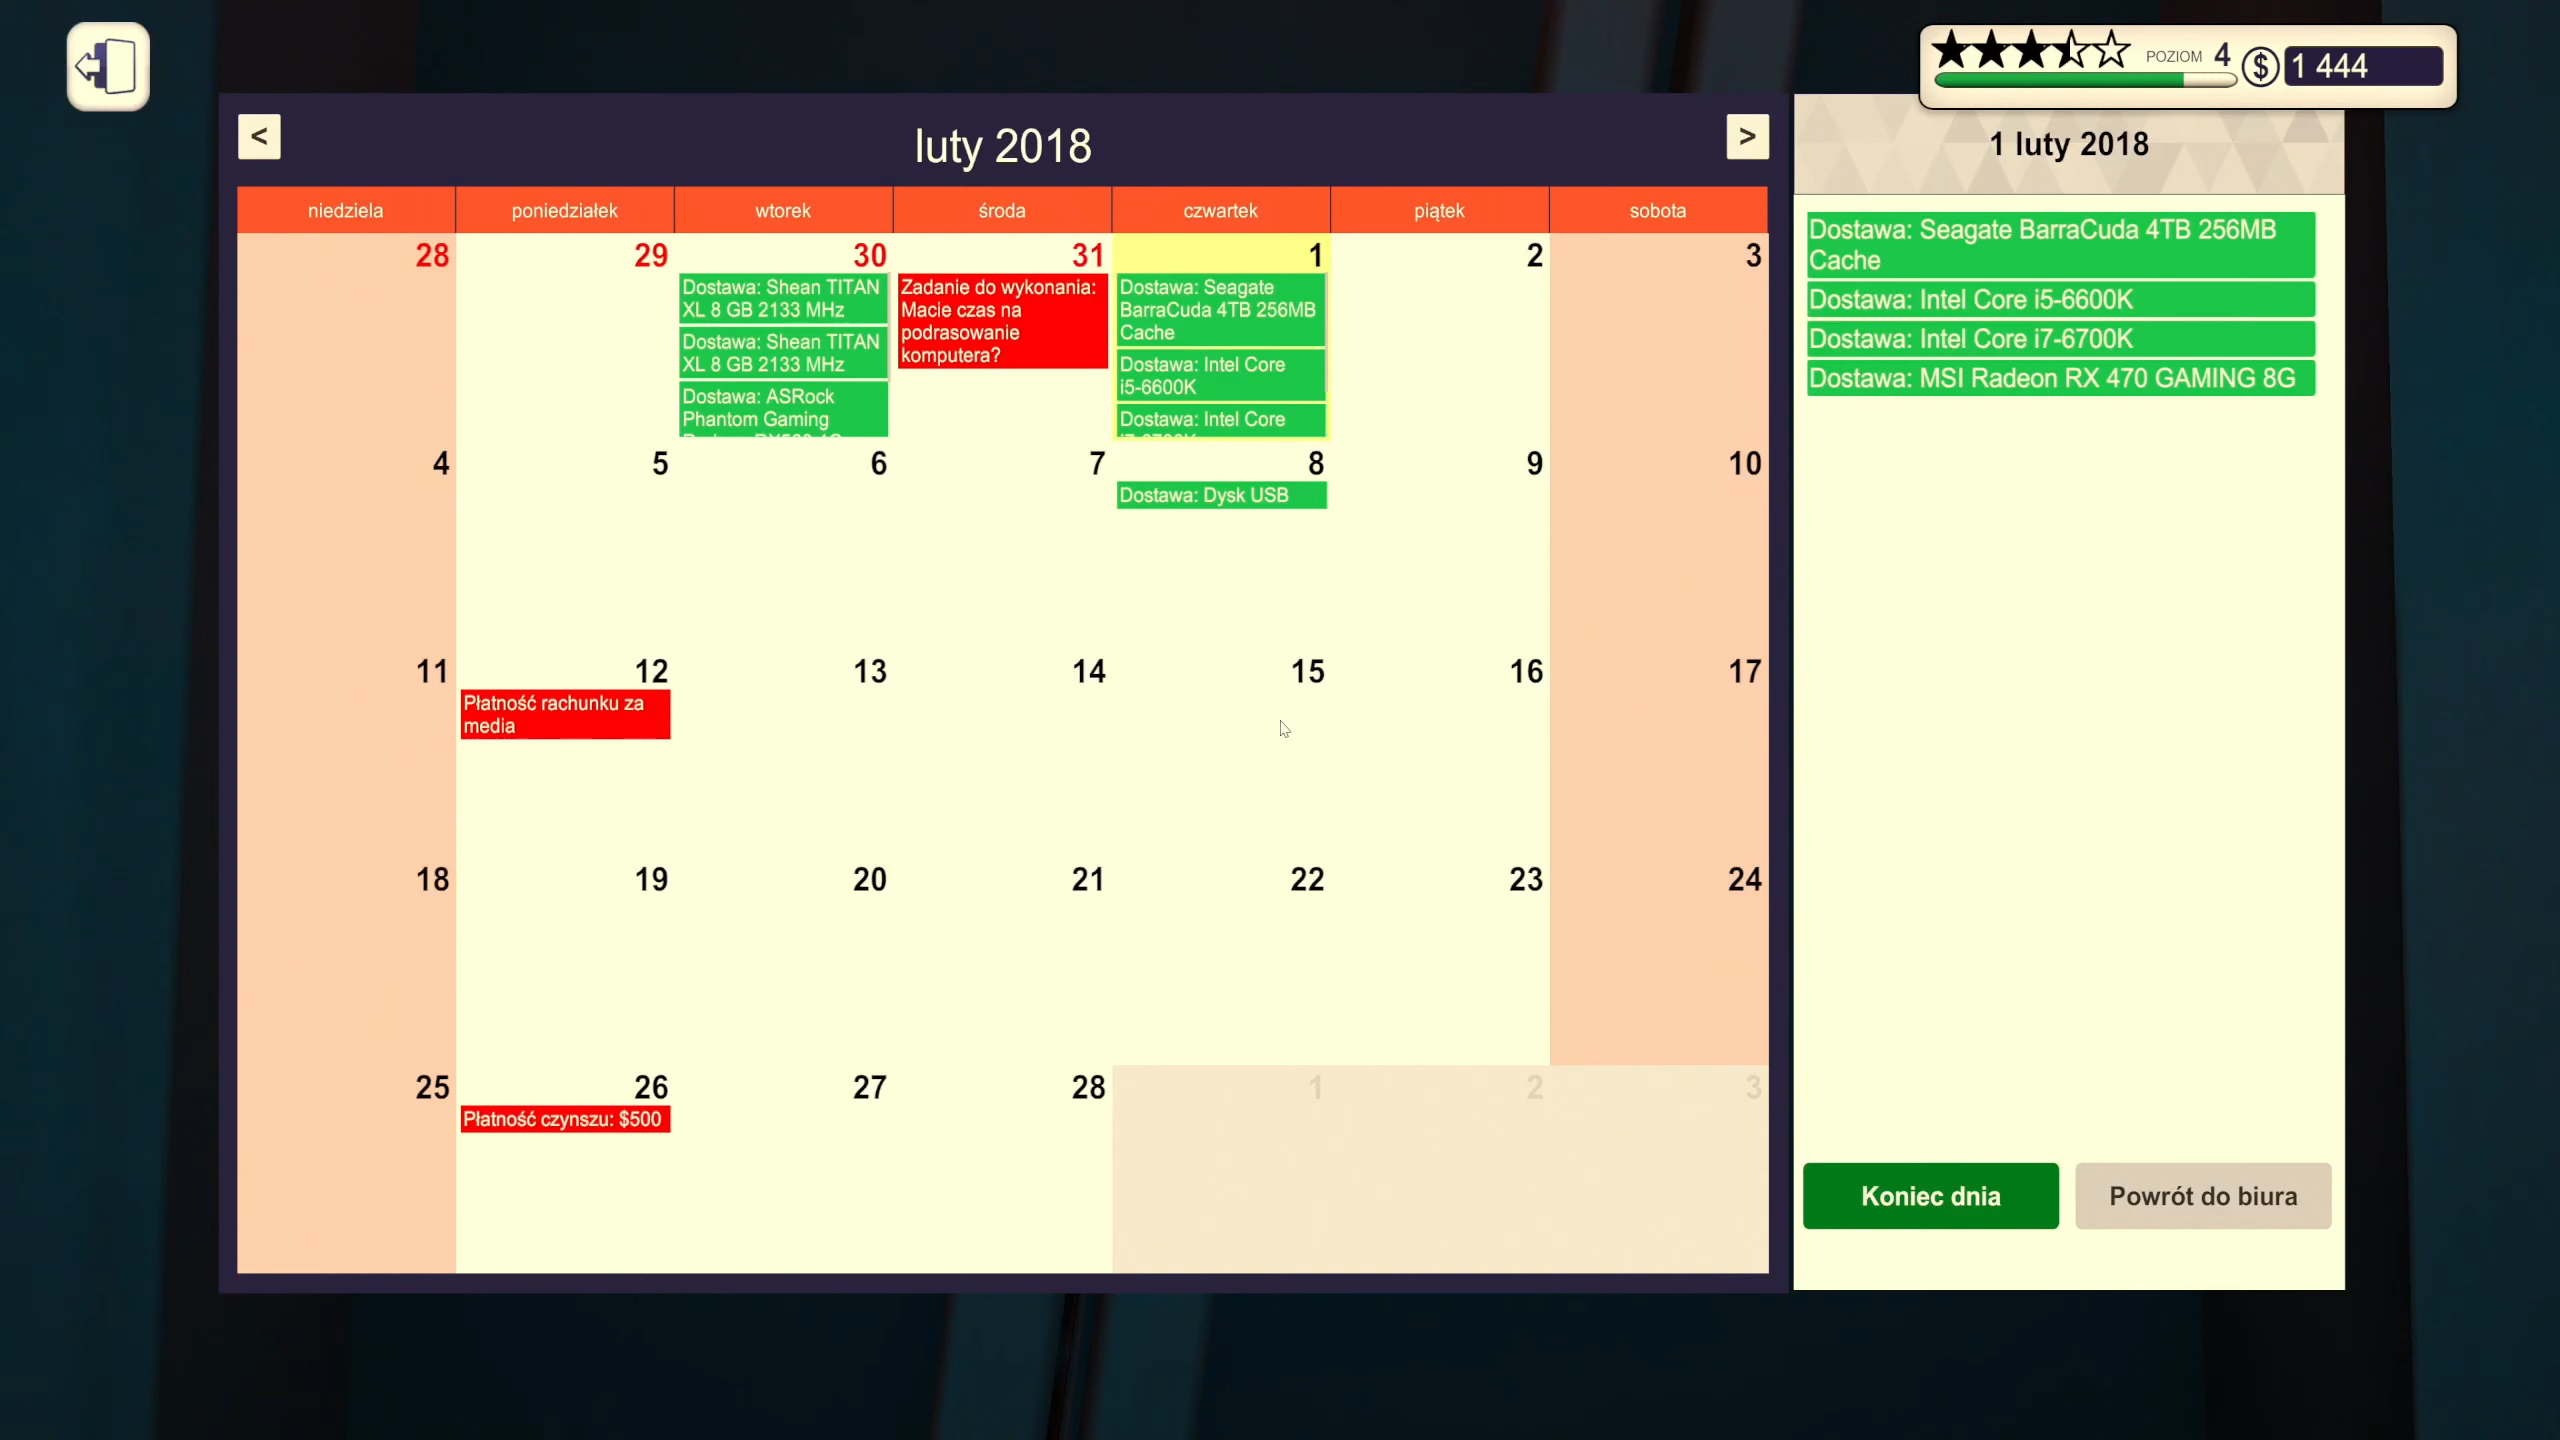 POZIOM 4 $ 1 444
< luty 2018 >
niedziela poniedziałek wtorek środa czwartek piątek sobota
28 29 30 31 1 2 3
Dostawa: Shean TITAN
XL 8 GB 2133 MHz
Dostawa: Shean TITAN
XL 8 GB 2133 MHz
Dostawa: ASRock
Phantom Gaming
Zadanie do wykonania:
Macie czas na
podrasowanie
komputera?
Dostawa: Seagate
BarraCuda 4TB 256MB
Cache
Dostawa: Intel Core
i5-6600K
Dostawa: Intel Core
i7-6700K
4 5 6 7 8 9 10
Dostawa: Dysk USB
11 12 13 14 15 16 17
Płatność rachunku za
media
18 19 20 21 22 23 24
25 26 27 28 1 2 3
Płatność czynszu: $500
1 luty 2018
Dostawa: Seagate BarraCuda 4TB 256MB
Cache
Dostawa: Intel Core i5-6600K
Dostawa: Intel Core i7-6700K
Dostawa: MSI Radeon RX 470 GAMING 8G
Koniec dnia
Powrót do biura